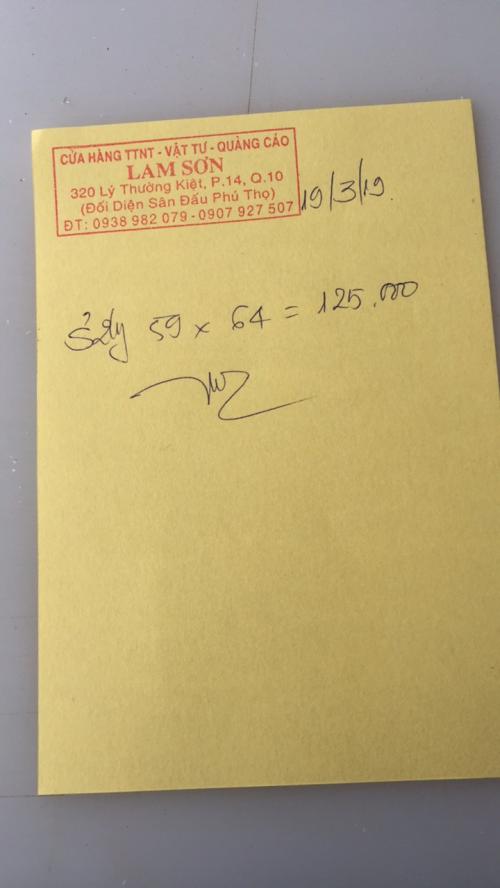 CỬA HÀNG TTNT - VẬT TƯ - QUẢNG CÁO
LAM SƠN
320 Lý Thường Kiệt, P.14, Q.10
(Đối Diện Sân Đấu Phú Thọ)
ĐT: 0938 982 079 - 0907 927 507
19/3/19
59 x 64 = 125.000